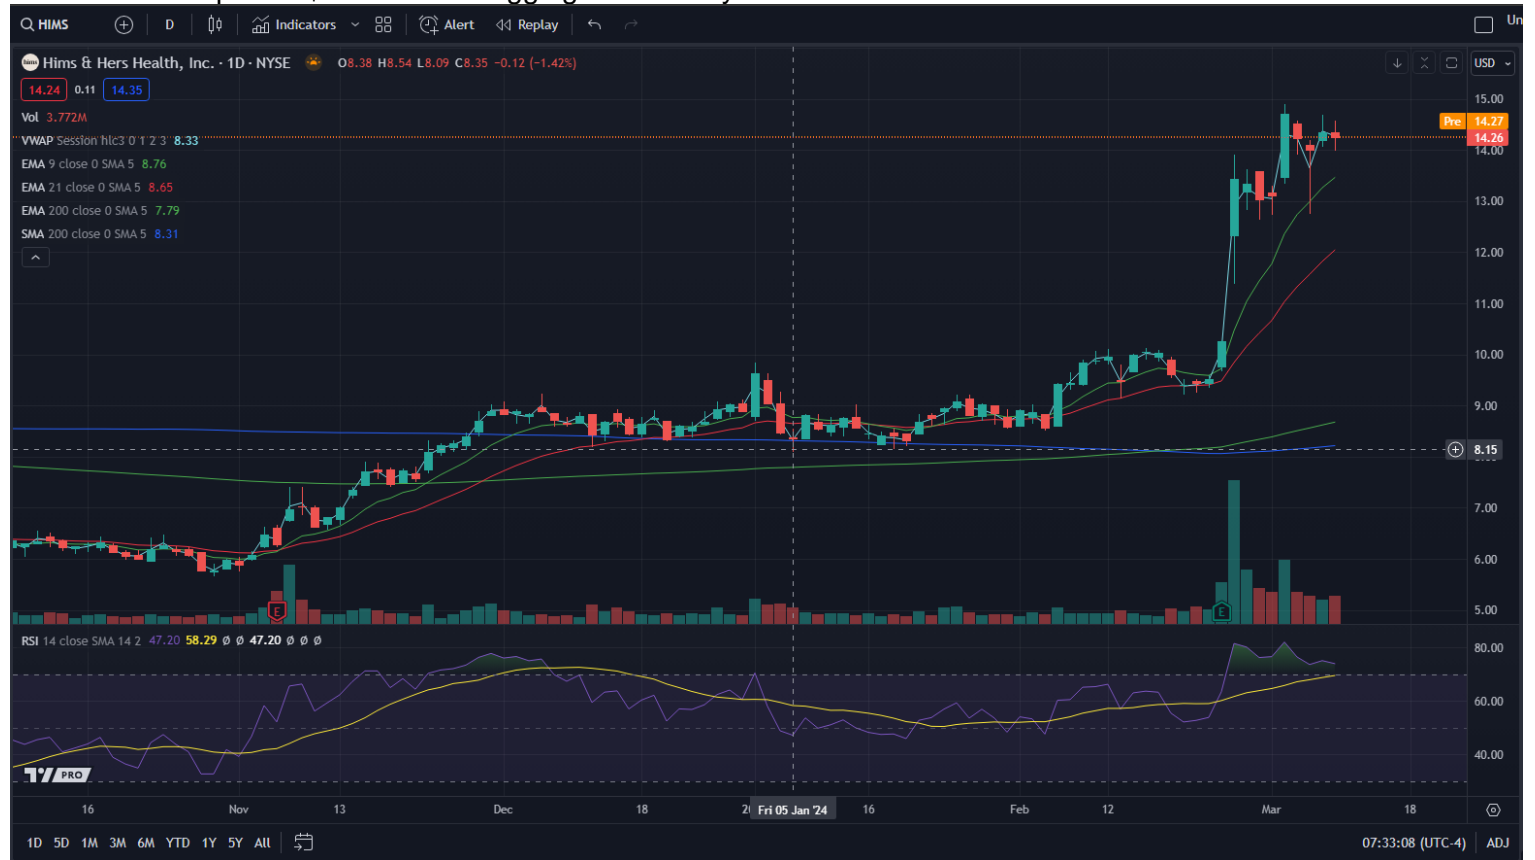 HIMS D Indicators Alert Replay Un
hims Hims & Hers Health, Inc. · 1D · NYSE O8.38 H8.54 L8.09 C8.35 −0.12 (−1.42%) USD
14.24 0.11 14.35
15.00
Vol 3.772M
Pre 14.27
14.26
VWAP Session hlc3 0 1 2 3 8.33
14.00
EMA 9 close 0 SMA 5 8.76
EMA 21 close 0 SMA 5 8.65
13.00
EMA 200 close 0 SMA 5 7.79
SMA 200 close 0 SMA 5 8.31
12.00
11.00
10.00
9.00
8.15
7.00
6.00
E E 5.00
RSI 14 close SMA 14 2 47.20 58.29 Ø Ø 47.20 Ø Ø Ø
80.00
60.00
40.00
PRO
16 Nov 13 Dec 18 2 Fri 05 Jan '24 16 Feb 12 Mar 18
1D 5D 1M 3M 6M YTD 1Y 5Y All 07:33:08 (UTC-4) ADJ